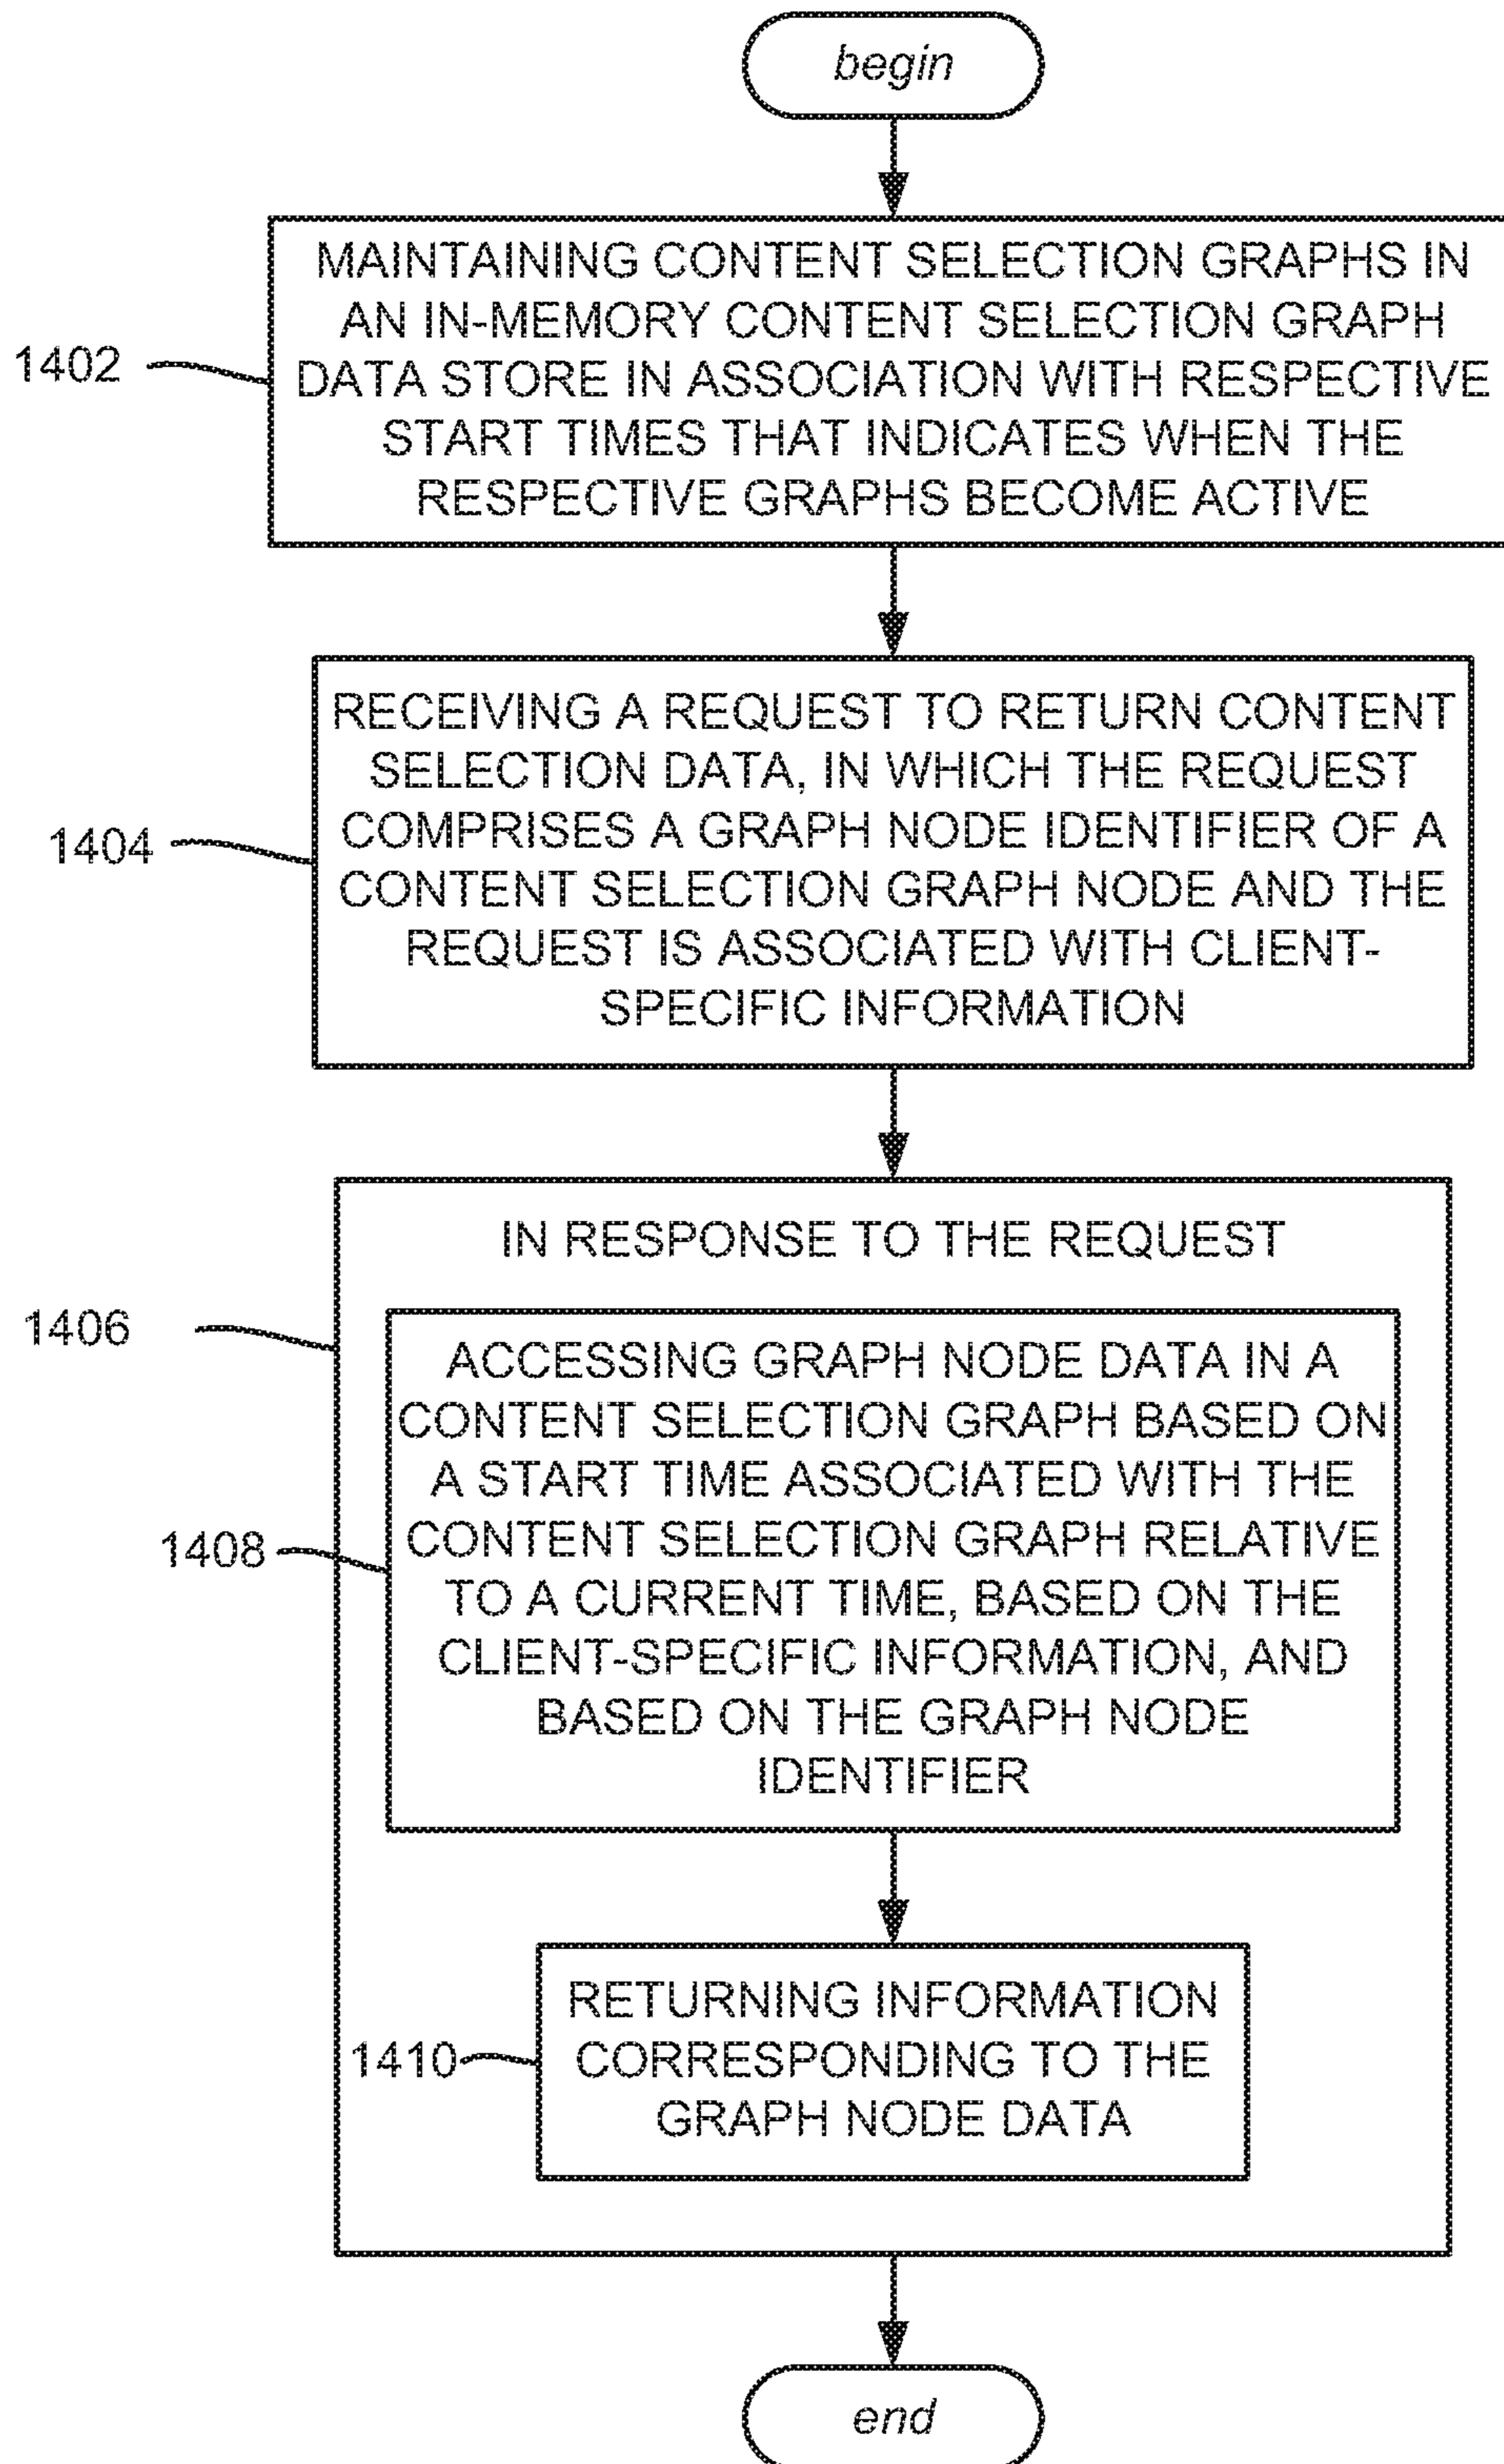 begin
MAINTAINING CONTENT SELECTION GRAPHS IN
AN IN-MEMORY CONTENT SELECTION GRAPH
1402
DATA STORE IN ASSOCIATION WITH RESPECTIVE
START TIMES THAT INDICATES WHEN THE
RESPECTIVE GRAPHS BECOME ACTIVE
RECEIVING A REQUEST TO RETURN CONTENT
SELECTION DATA, IN WHICH THE REQUEST
1404
COMPRISES A GRAPH NODE IDENTIFIER OF A
CONTENT SELECTION GRAPH NODE AND THE
REQUEST IS ASSOCIATED WITH CLIENT-
SPECIFIC INFORMATION
IN RESPONSE TO THE REQUEST
1406
ACCESSING GRAPH NODE DATA IN A
CONTENT SELECTION GRAPH BASED ON
A START TIME ASSOCIATED WITH THE
1408
CONTENT SELECTION GRAPH RELATIVE
TO A CURRENT TIME, BASED ON THE
CLIENT-SPECIFIC INFORMATION, AND
BASED ON THE GRAPH NODE
IDENTIFIER
RETURNING INFORMATION
1410
CORRESPONDING TO THE
GRAPH NODE DATA
end